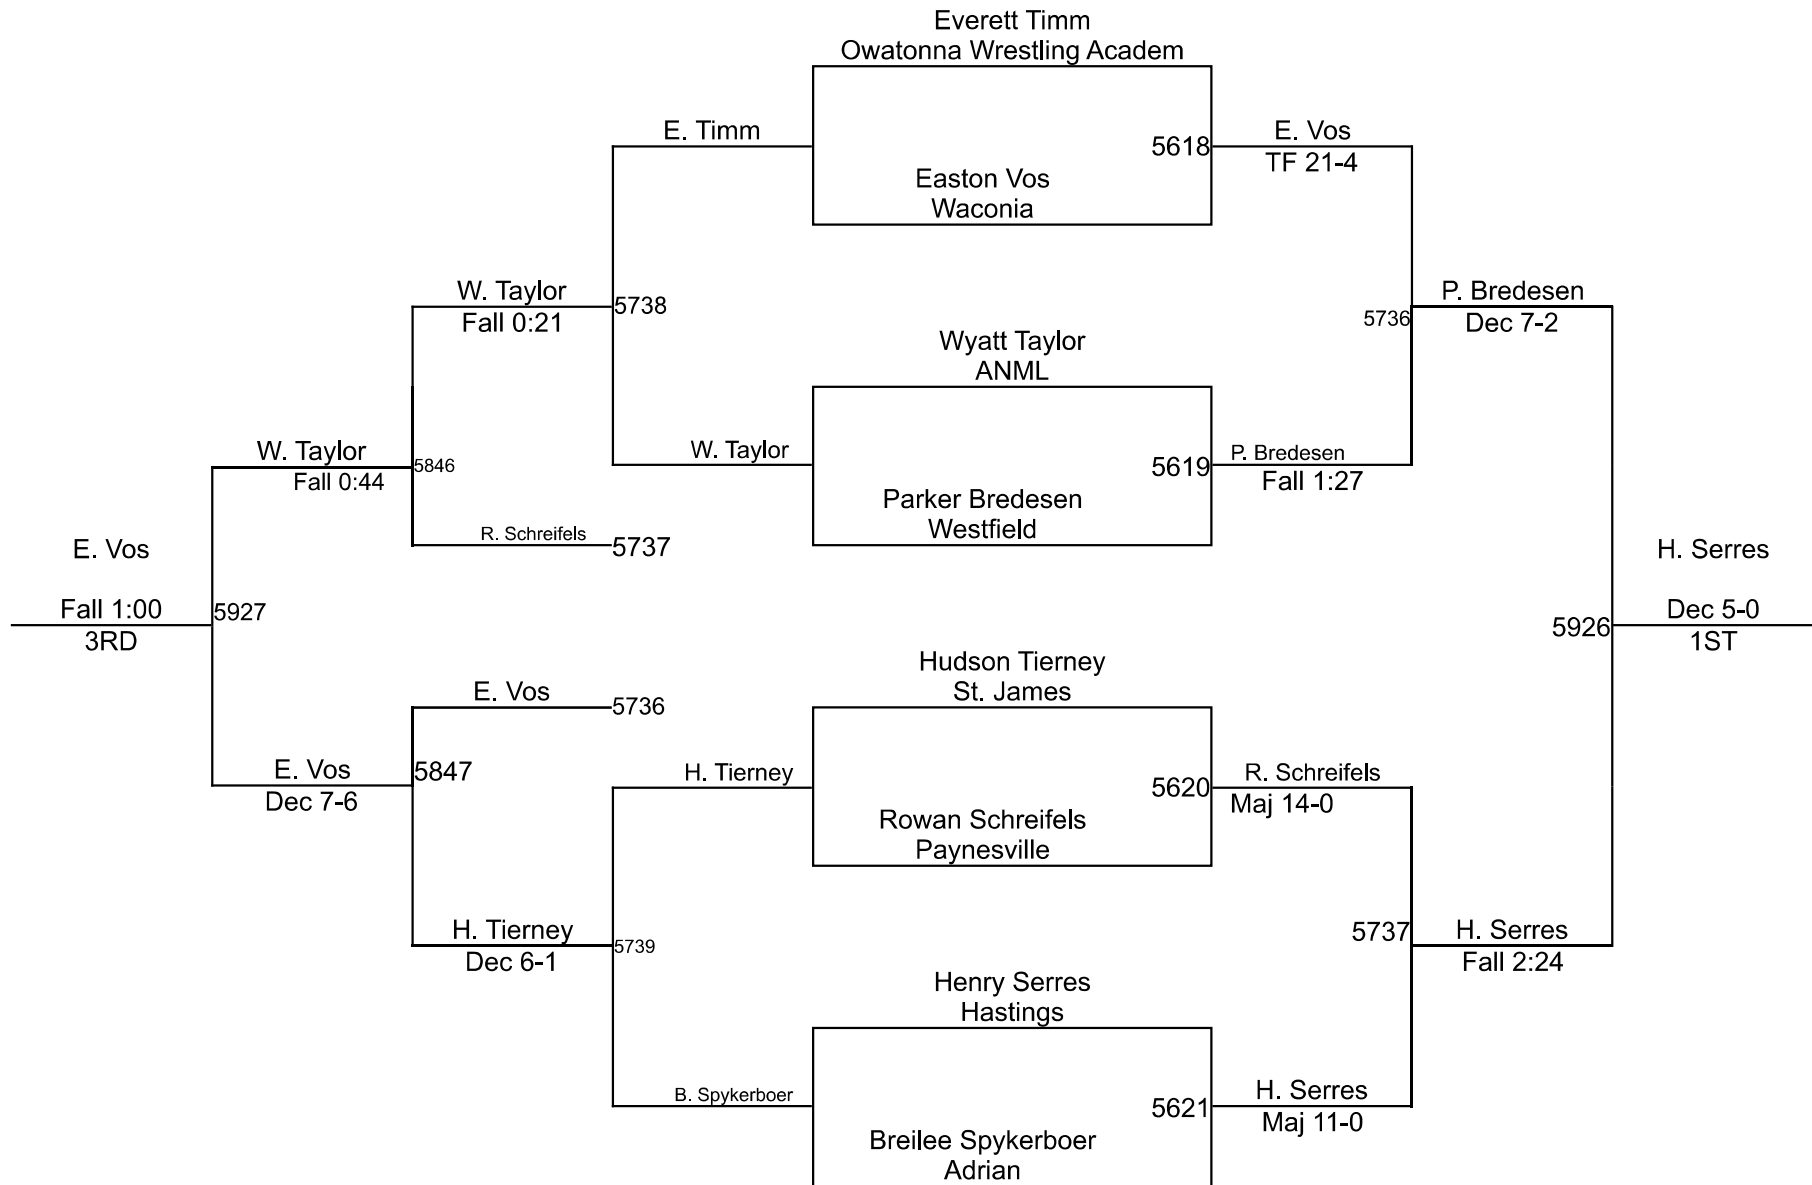 Everett Timm
Owatonna Wrestling Academ
E. Timm
5618
E. Vos
TF 21-4
Easton Vos
Waconia
W. Taylor
Fall 0:21
5738
5736
P. Bredesen
Dec 7-2
Wyatt Taylor
ANML
W. Taylor
Fall 0:44
5846
W. Taylor
5619
P. Bredesen
Fall 1:27
Parker Bredesen
Westfield
R. Schreifels
5737
E. Vos
Fall 1:00
3RD
5927
H. Serres
Dec 5-0
1ST
5926
Hudson Tierney
St. James
E. Vos
5736
E. Vos
Dec 7-6
5847
H. Tierney
5620
R. Schreifels
Maj 14-0
Rowan Schreifels
Paynesville
H. Tierney
Dec 6-1
5739
5737
H. Serres
Fall 2:24
Henry Serres
Hastings
B. Spykerboer
5621
H. Serres
Maj 11-0
Breilee Spykerboer
Adrian